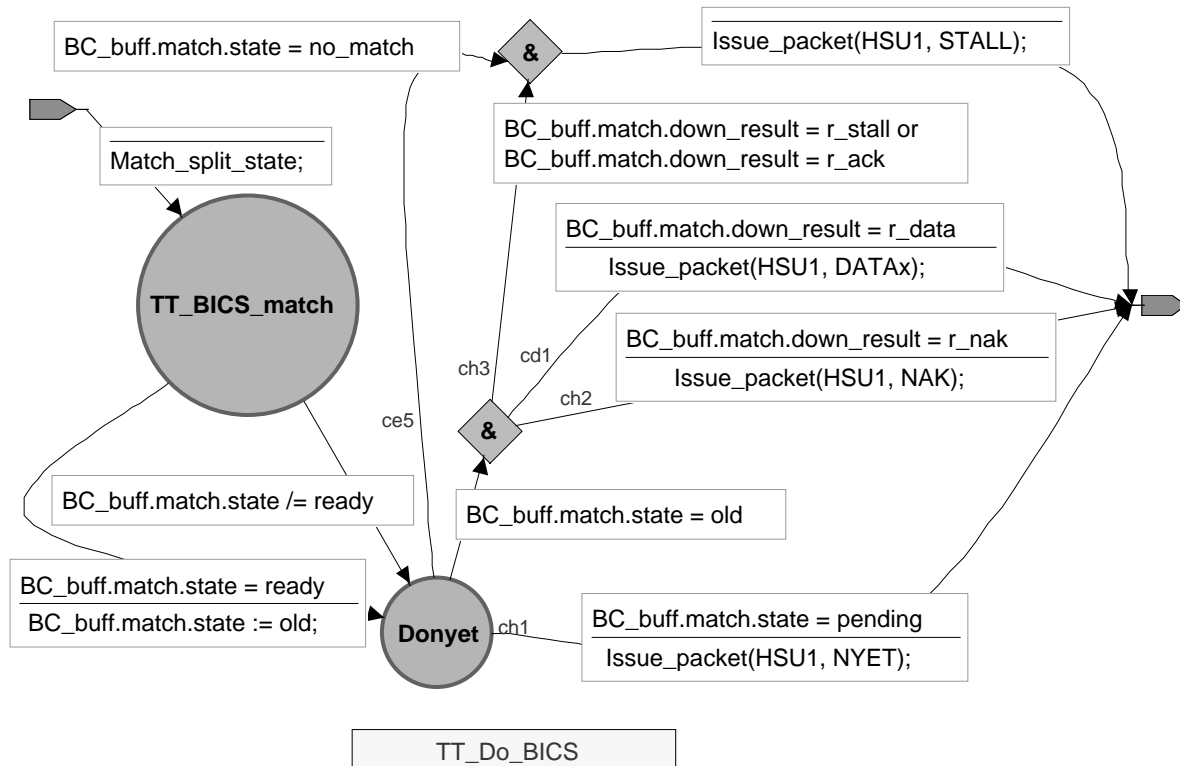 BC_buff.match.state = no_match
&
Issue_packet(HSU1, STALL);
Match_split_state;
BC_buff.match.down_result = r_stall or
BC_buff.match.down_result = r_ack
TT_BICS_match
BC_buff.match.down_result = r_data
Issue_packet(HSU1, DATAx);
BC_buff.match.down_result = r_nak
Issue_packet(HSU1, NAK);
ch3
cd1
ch2
ce5
&
BC_buff.match.state /= ready
BC_buff.match.state = old
BC_buff.match.state = ready
BC_buff.match.state := old;
Donyet
ch1
BC_buff.match.state = pending
Issue_packet(HSU1, NYET);
TT_Do_BICS